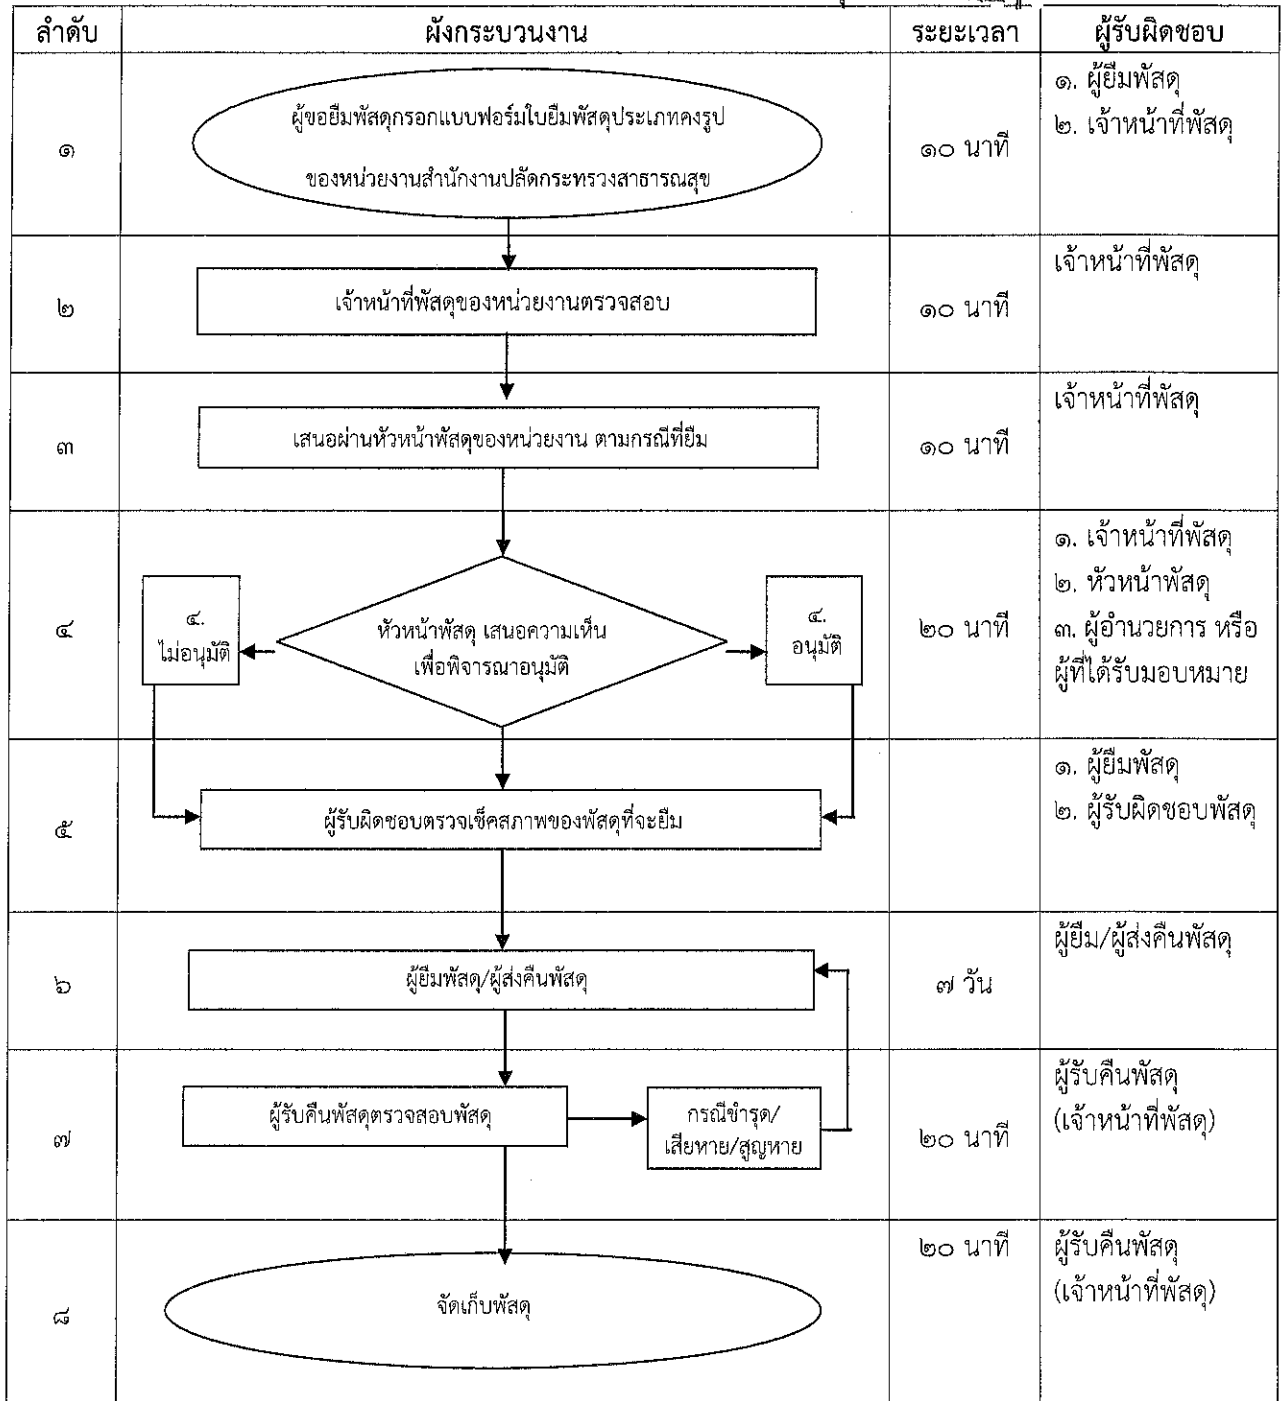 ลำดับ ผังกระบวนงาน ระยะเวลา ผู้รับผิดชอบ
๑
ผู้ขอยืมพัสดุกรอกแบบฟอร์มใบยืมพัสดุประเภทคงรูป
ของหน่วยงานสำนักงานปลัดกระทรวงสาธารณสุข
๑๐ นาที
๑. ผู้ยืมพัสดุ
๒. เจ้าหน้าที่พัสดุ
๒
เจ้าหน้าที่พัสดุของหน่วยงานตรวจสอบ
๑๐ นาที
เจ้าหน้าที่พัสดุ
๓
เสนอผ่านหัวหน้าพัสดุของหน่วยงาน ตามกรณีที่ยืม
๑๐ นาที
เจ้าหน้าที่พัสดุ
๔
๔.
ไม่อนุมัติ
หัวหน้าพัสดุ เสนอความเห็น
เพื่อพิจารณาอนุมัติ
๔.
อนุมัติ
๒๐ นาที
๑. เจ้าหน้าที่พัสดุ
๒. หัวหน้าพัสดุ
๓. ผู้อำนวยการ หรือ
ผู้ที่ได้รับมอบหมาย
๕
ผู้รับผิดชอบตรวจเช็คสภาพของพัสดุที่จะยืม
๑. ผู้ยืมพัสดุ
๒. ผู้รับผิดชอบพัสดุ
๖
ผู้ยืมพัสดุ/ผู้ส่งคืนพัสดุ
๗ วัน
ผู้ยืม/ผู้ส่งคืนพัสดุ
๗
ผู้รับคืนพัสดุตรวจสอบพัสดุ
กรณีชำรุด/
เสียหาย/สูญหาย
๒๐ นาที
ผู้รับคืนพัสดุ
(เจ้าหน้าที่พัสดุ)
๘
จัดเก็บพัสดุ
๒๐ นาที
ผู้รับคืนพัสดุ
(เจ้าหน้าที่พัสดุ)